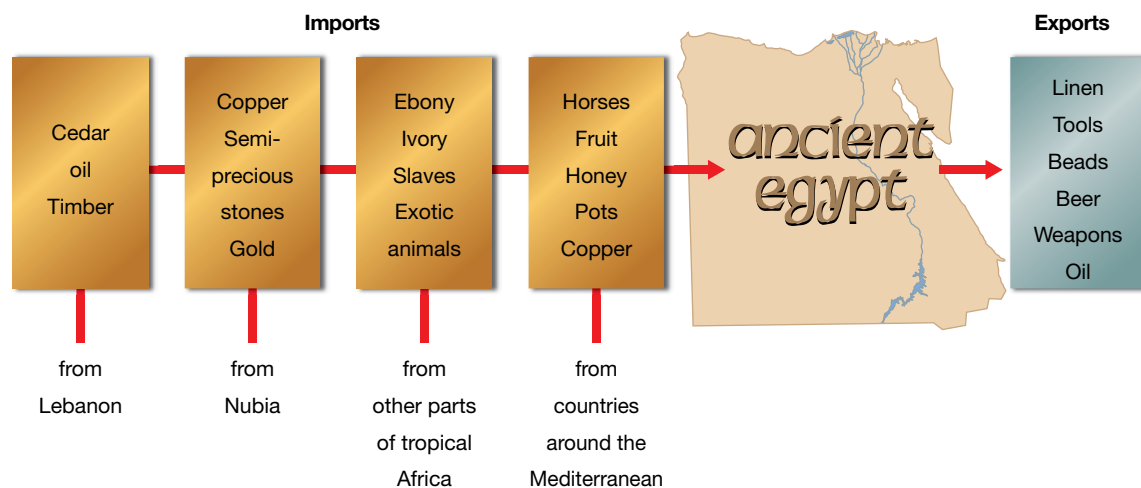 Imports
Exports
Cedar
oil
Timber
Copper
Semi-
precious
stones
Gold
Ebony
Ivory
Slaves
Exotic
animals
Horses
Fruit
Honey
Pots
Copper
ancient
egypt
Linen
Tools
Beads
Beer
Weapons
Oil
from
Lebanon
from
Nubia
from
other parts
of tropical
Africa
from
countries
around the
Mediterranean